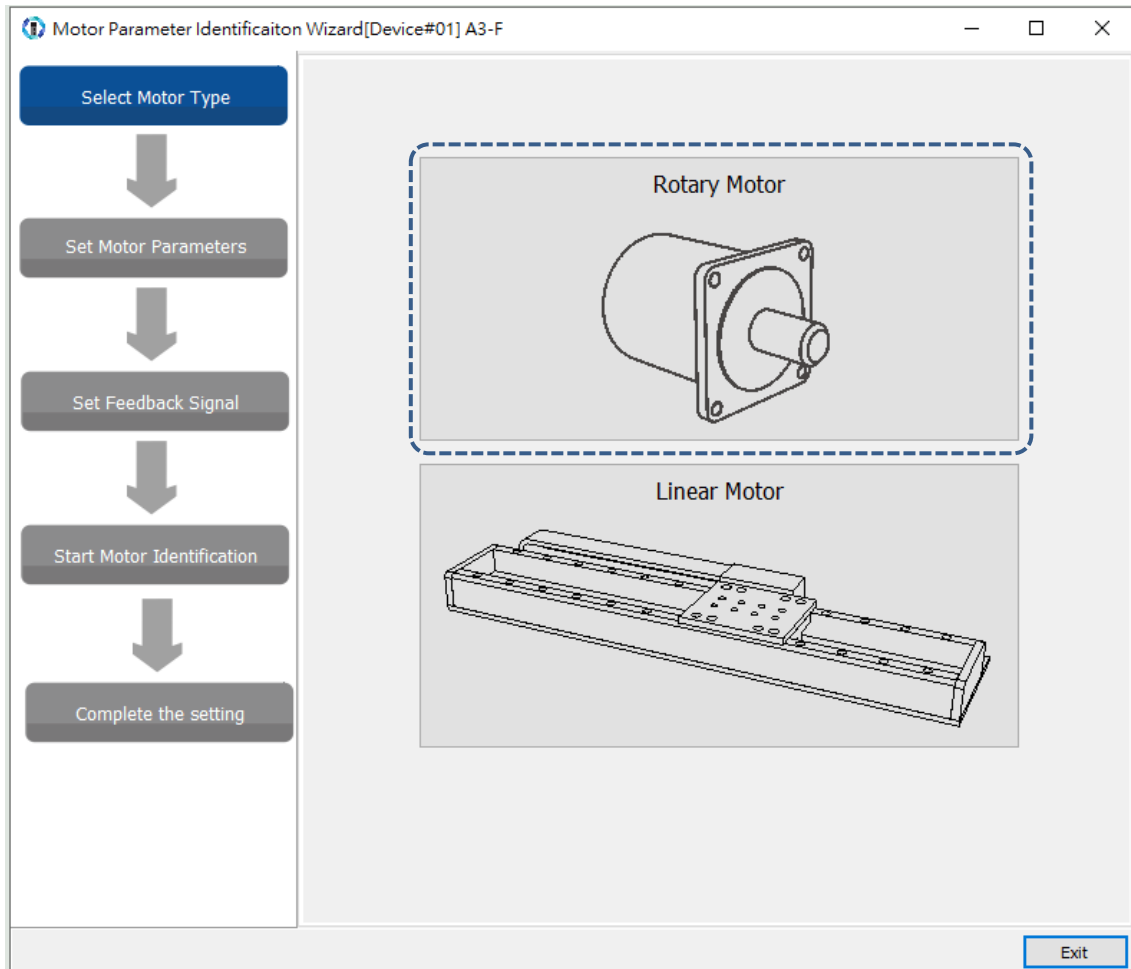 Motor Parameter Identificaiton Wizard[Device#01] A3-F
Select Motor Type
Set Motor Parameters
Set Feedback Signal
Start Motor Identification
Complete the setting
Rotary Motor
Linear Motor
Exit